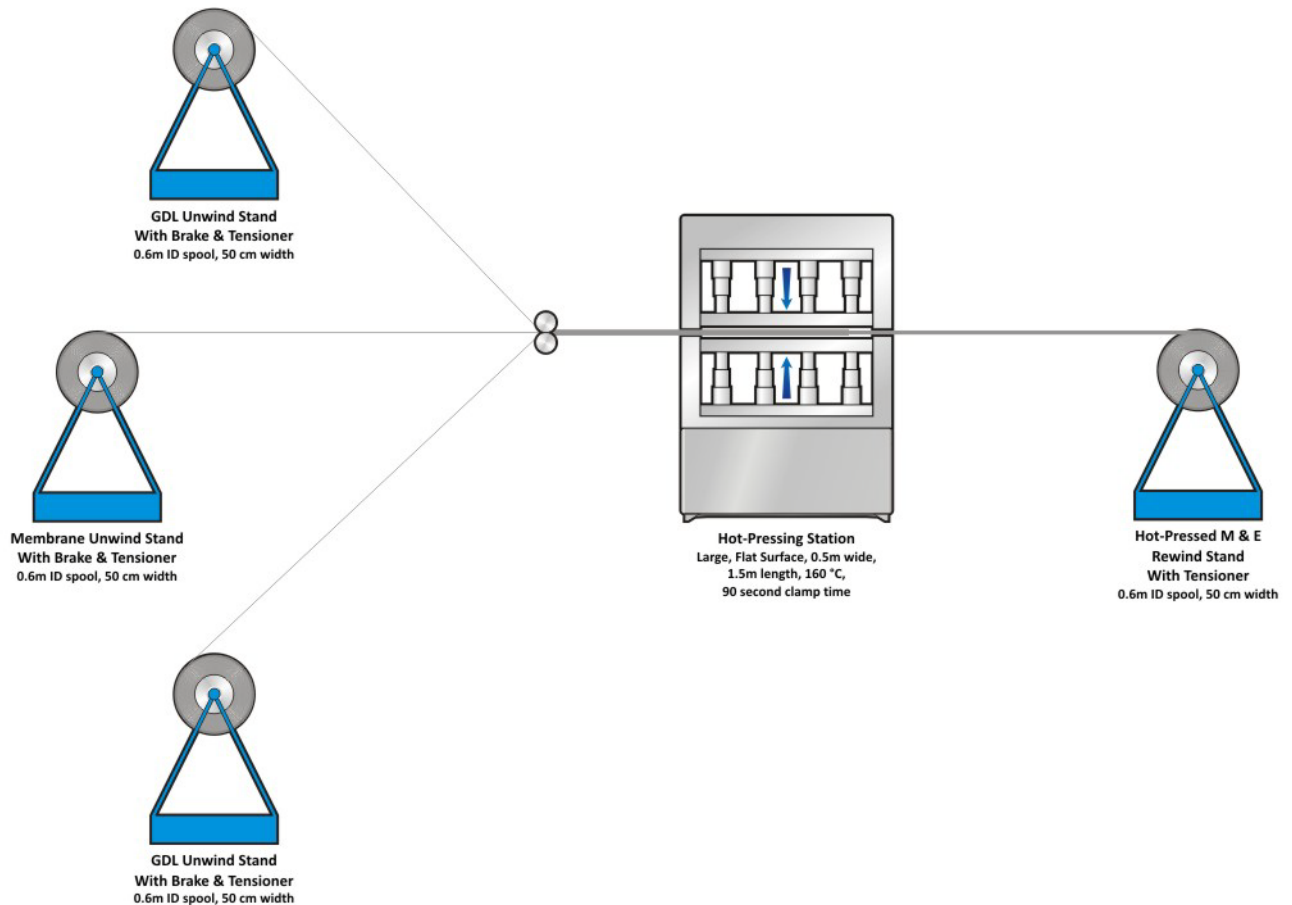 GDL Unwind Stand
With Brake & Tensioner
0.6m ID spool, 50 cm width
Membrane Unwind Stand
With Brake & Tensioner
0.6m ID spool, 50 cm width
Hot-Pressing Station
Large, Flat Surface, 0.5m wide,
1.5m length, 160 °C,
90 second clamp time
Hot-Pressed M & E
Rewind Stand
With Tensioner
0.6m ID spool, 50 cm width
GDL Unwind Stand
With Brake & Tensioner
0.6m ID spool, 50 cm width